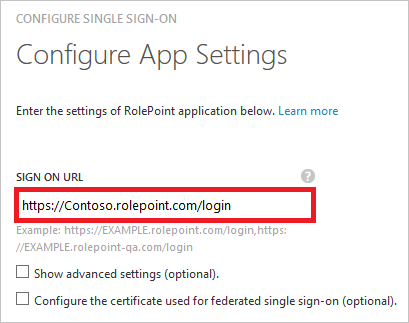 CONFIGURE SINGLE SIGN-ON
Configure App Settings
Enter the settings of RolePoint application below. Learn more
SIGN ON URL
?
https://Contoso.rolepoint.com/login
Example: https://EXAMPLE.rolepoint.com/login,https:
//EXAMPLE.rolepoint-qa.com/login
Show advanced settings (optional).
Configure the certificate used for federated single sign-on (optional).